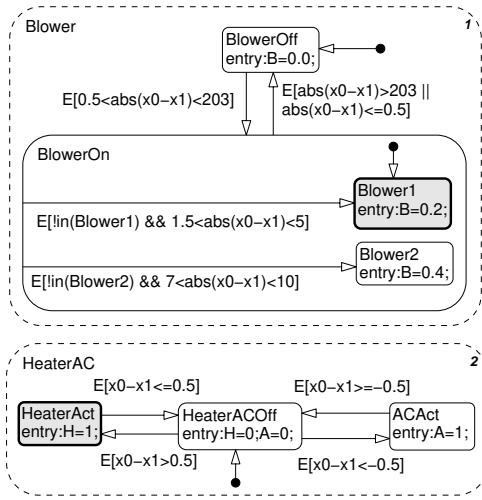 Blower
1
BlowerOff
entry:B=0.0;
E[0.5<abs(x0−x1)<203]
E[abs(x0−x1)>203 ||
abs(x0−x1)<=0.5]
BlowerOn
Blower1
entry:B=0.2;
E[!in(Blower1) && 1.5<abs(x0−x1)<5]
Blower2
entry:B=0.4;
E[!in(Blower2) && 7<abs(x0−x1)<10]
HeaterAC
2
E[x0−x1<=0.5]
E[x0−x1>=−0.5]
HeaterAct
entry:H=1;
HeaterACOff
entry:H=0;A=0;
ACAct
entry:A=1;
E[x0−x1>0.5]
E[x0−x1<−0.5]